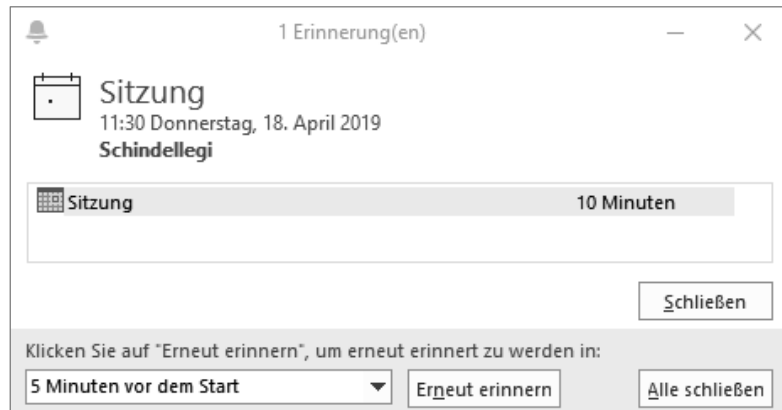 1 Erinnerung(en)
Sitzung
11:30 Donnerstag, 18. April 2019
Schindellegi
Sitzung 10 Minuten
Schließen
Klicken Sie auf "Erneut erinnern", um erneut erinnert zu werden in:
5 Minuten vor dem Start Erneut erinnern Alle schließen